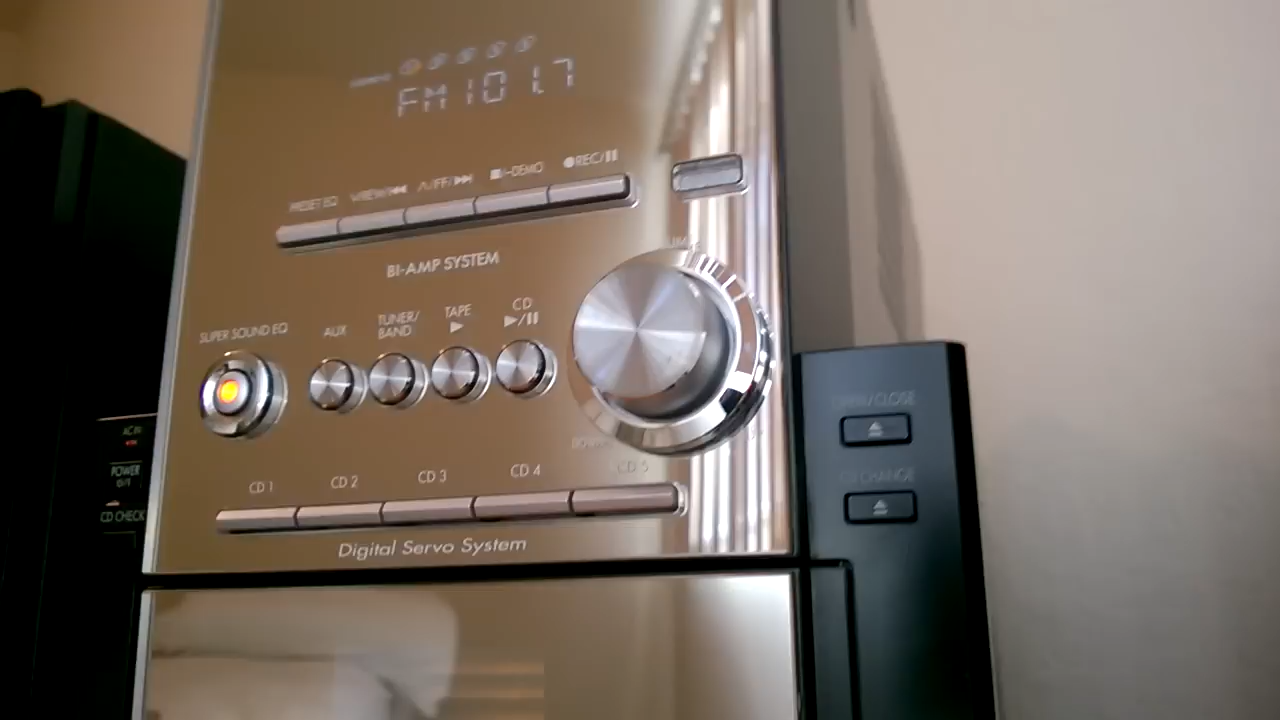 FM 101.7
PRESET EQ
∨/REW/◀◀
∧/FF/▶▶
■/-DEMO
●REC/II
BI-AMP SYSTEM
SUPER SOUND EQ
AUX
TUNER/
BAND
TAPE
▶
CD
▶/II
CD 1
CD 2
CD 3
CD 4
CD 5
Digital Servo System
AC IN
POWER
CD CHECK
OPEN/CLOSE
CHANGE